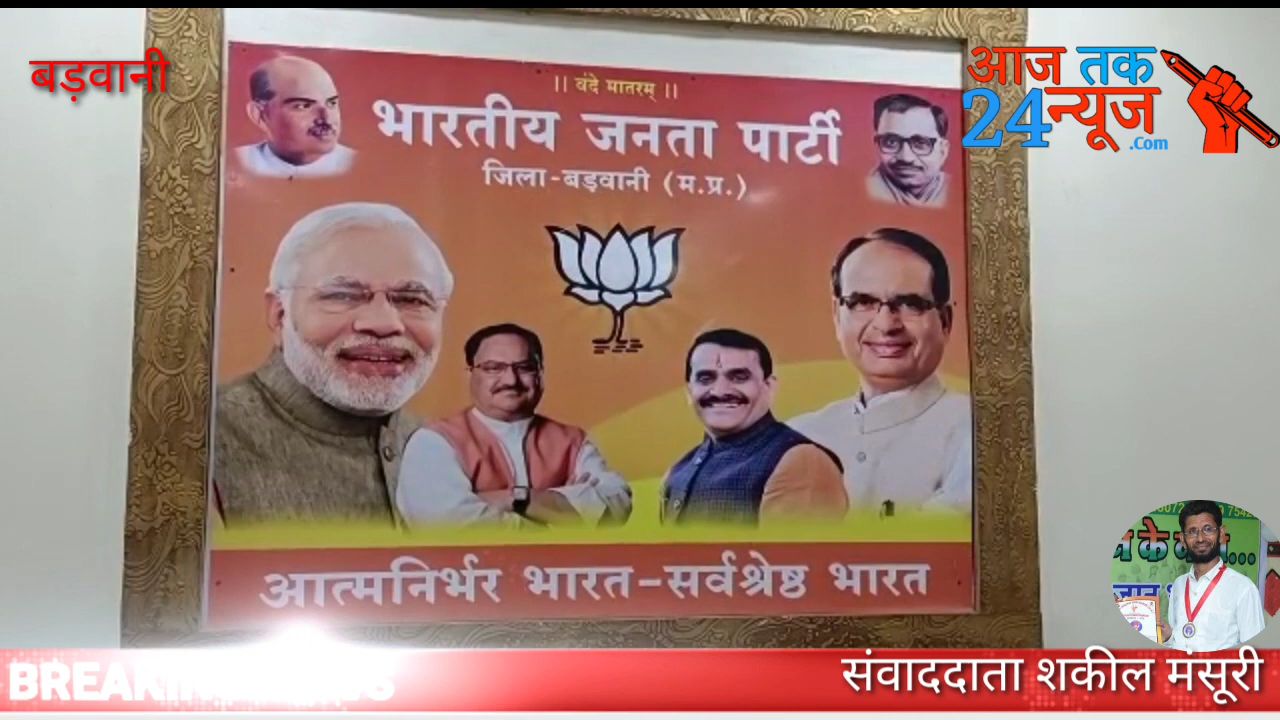 बड़वानी
आज तक
24न्यूज
.Com
|| वंदे मातरम् ||
भारतीय जनता पार्टी
जिला-बड़वानी (म.प्र.)
आत्मनिर्भर भारत-सर्वश्रेष्ठ भारत
संवाददाता शकील मंसूरी